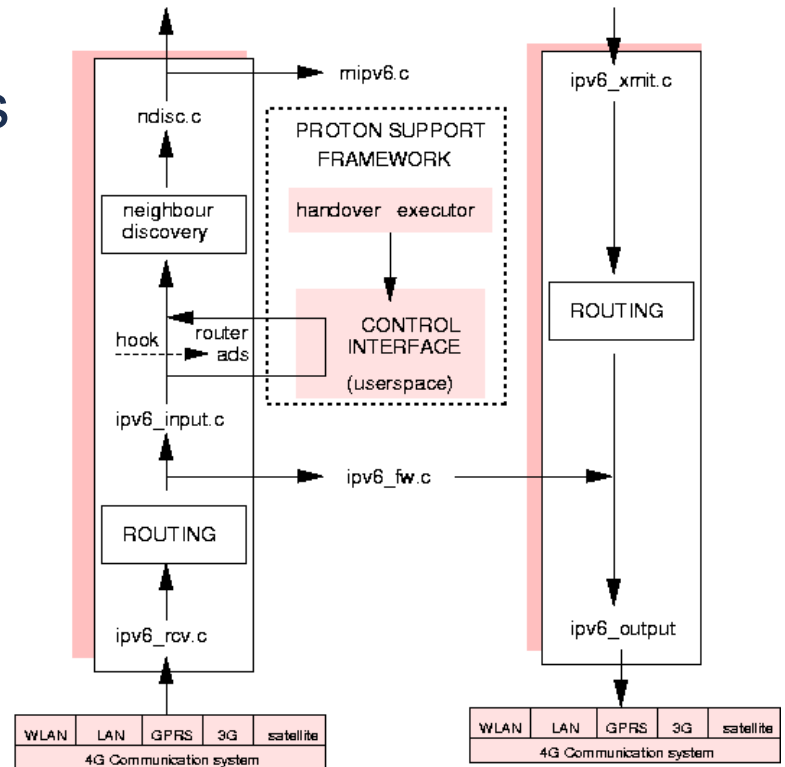 s
mipv6.c
ndisc.c
neighbour
discovery
hook
router
ads
ipv6_input.c
ROUTING
ipv6_rcv.c
WLAN LAN GPRS 3G satellite
4G Communication system
PROTON SUPPORT
FRAMEWORK
handover executor
CONTROL
INTERFACE
(userspace)
ipv6_fw.c
ipv6_xmit.c
ROUTING
ipv6_output
WLAN LAN GPRS 3G satellite
4G Communication system